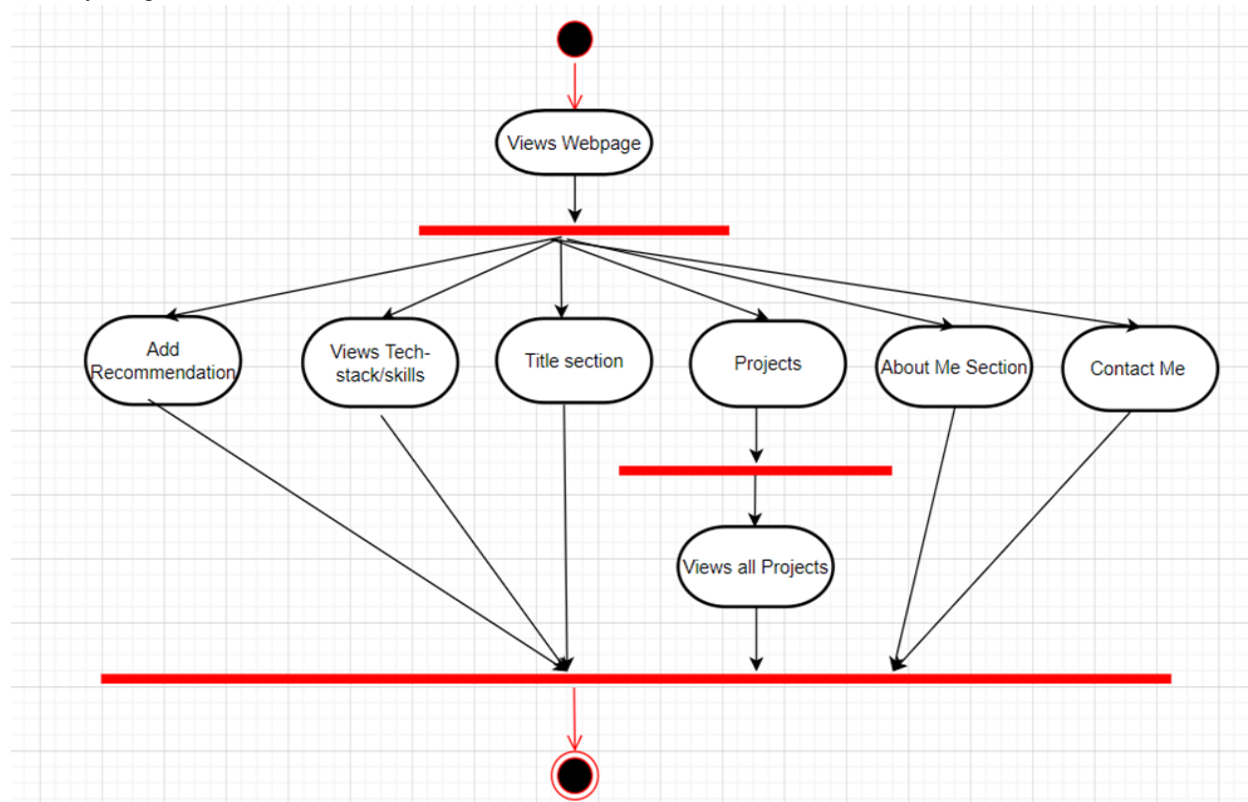 Views Webpage
Add
Recommendation
Views Tech-
stack/skills
Title section
Projects
About Me Section
Contact Me
Views all Projects